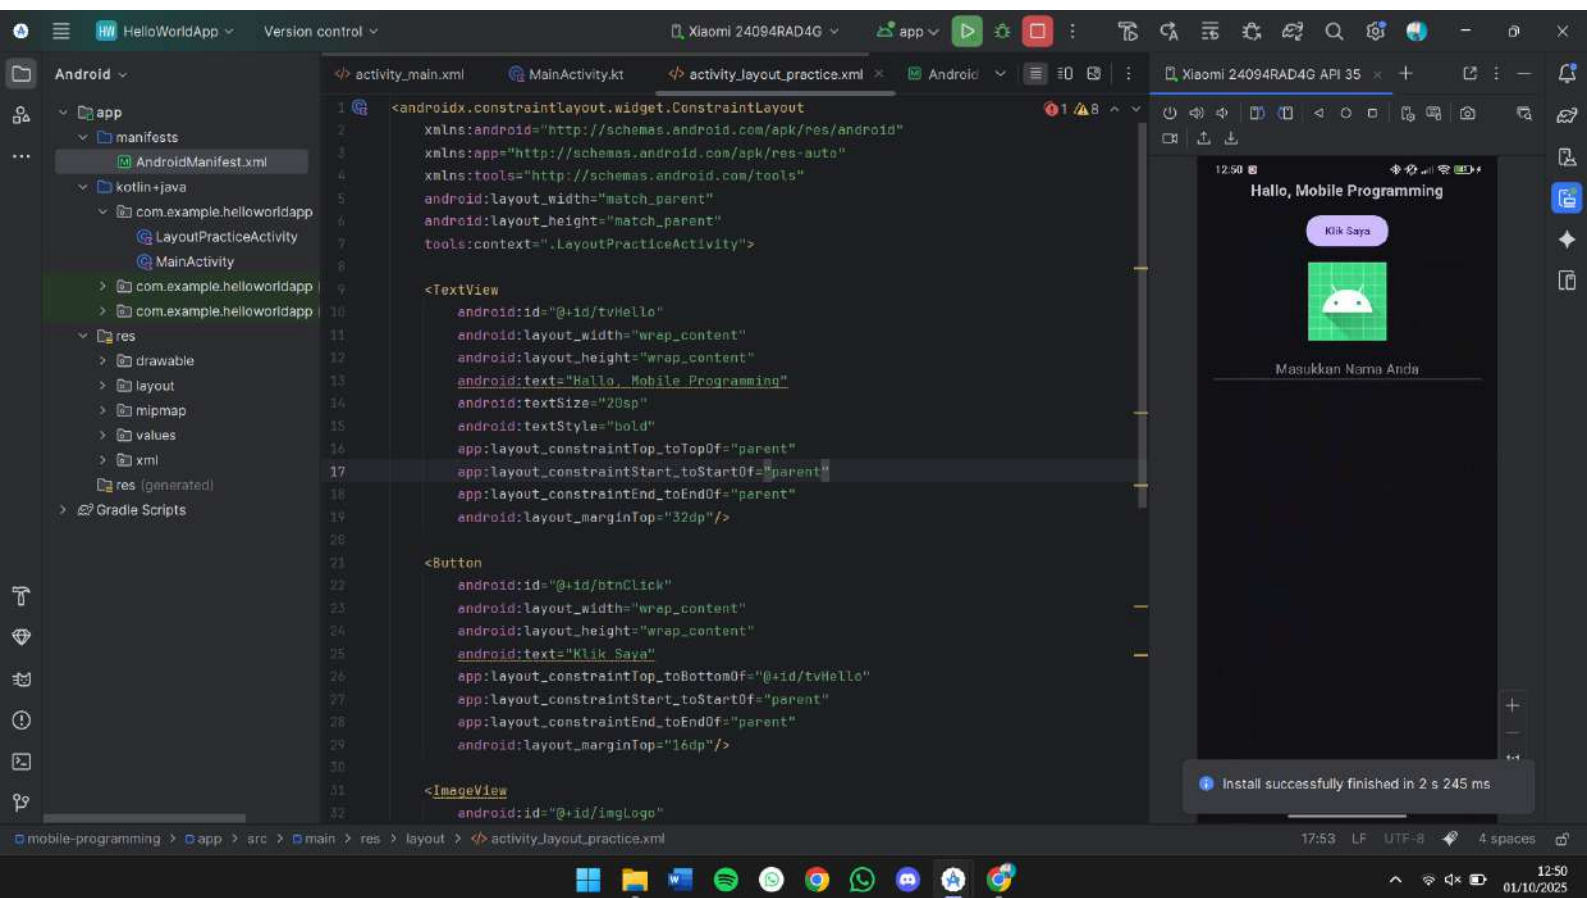 HW HelloWorldApp
Version control
Xiaomi 24094RAD4G
app
Android
activity_main.xml
MainActivity.kt
activity_layout_practice.xml
Android
Xiaomi 24094RAD4G API 35
app
manifests
AndroidManifest.xml
kotlin+java
com.example.helloworldapp
LayoutPracticeActivity
MainActivity
com.example.helloworldapp
com.example.helloworldapp
res
drawable
layout
mipmap
values
xml
res (generated)
Gradle Scripts
1 <androidx.constraintlayout.widget.ConstraintLayout
2 xmlns:android="http://schemas.android.com/apk/res/android"
3 xmlns:app="http://schemas.android.com/apk/res-auto"
4 xmlns:tools="http://schemas.android.com/tools"
5 android:layout_width="match_parent"
6 android:layout_height="match_parent"
7 tools:context=".LayoutPracticeActivity">
8
9 <TextView
10 android:id="@+id/tvHello"
11 android:layout_width="wrap_content"
12 android:layout_height="wrap_content"
13 android:text="Hallo, Mobile Programming"
14 android:textSize="20sp"
15 android:textStyle="bold"
16 app:layout_constraintTop_toTopOf="parent"
17 app:layout_constraintStart_toStartOf="parent"
18 app:layout_constraintEnd_toEndOf="parent"
19 android:layout_marginTop="32dp"/>
20
21 <Button
22 android:id="@+id/btnClick"
23 android:layout_width="wrap_content"
24 android:layout_height="wrap_content"
25 android:text="Klik Saya"
26 app:layout_constraintTop_toBottomOf="@+id/tvHello"
27 app:layout_constraintStart_toStartOf="parent"
28 app:layout_constraintEnd_toEndOf="parent"
29 android:layout_marginTop="16dp"/>
30
31 <ImageView
32 android:id="@+id/imgLogo"
1 8
12:50
Hallo, Mobile Programming
Klik Saya
Masukkan Nama Anda
1:1
Install successfully finished in 2 s 245 ms
mobile-programming > app > src > main > res > layout > activity_layout_practice.xml
17:53 LF UTF-8 4 spaces
12:50
01/10/2025